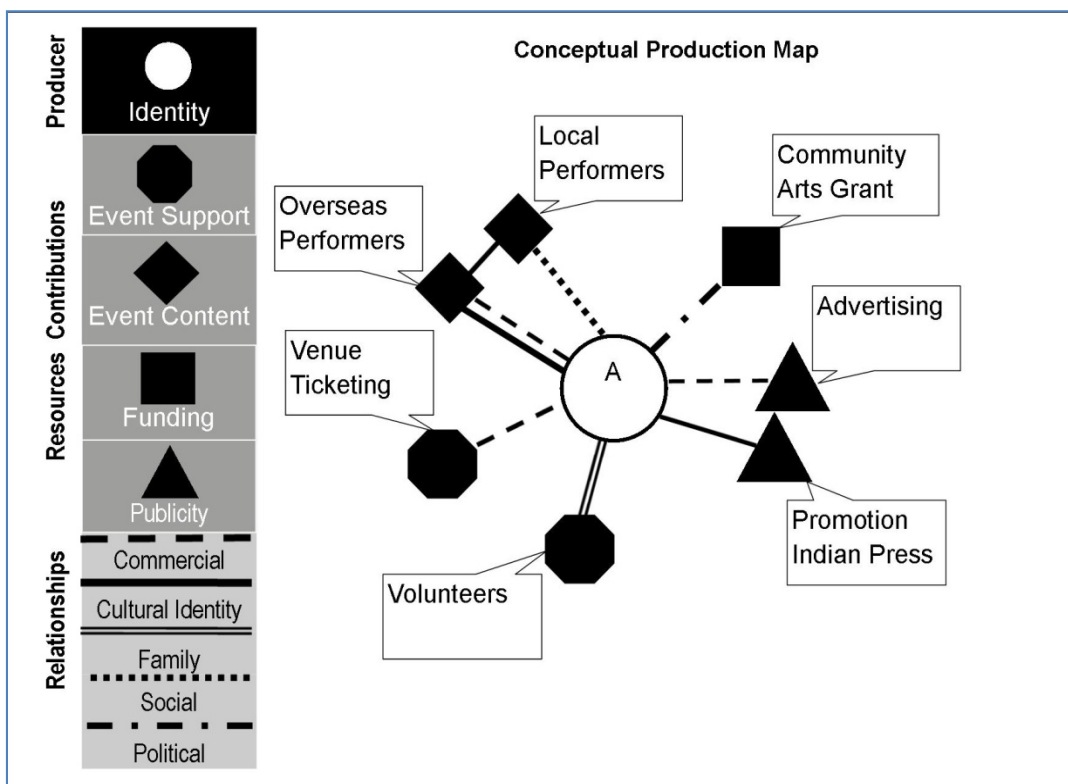 Producer
Identity
Contributions
Event Support
Event Content
Resources
Funding
Publicity
Relationships
Commercial
Cultural Identity
Family
Social
Political
Conceptual Production Map
Local
Performers
Community
Arts Grant
Overseas
Performers
Advertising
Venue
Ticketing
A
Promotion
Indian Press
Volunteers